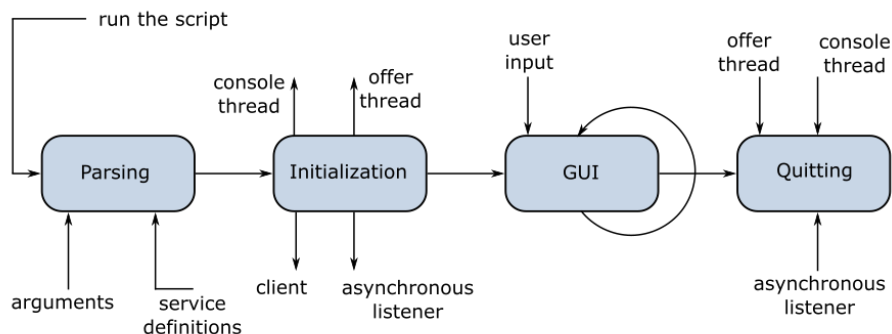 run the script
console
thread
offer
thread
user
input
offer
thread
console
thread
Parsing
Initialization
GUI
Quitting
arguments
service
definitions
client
asynchronous
listener
asynchronous
listener